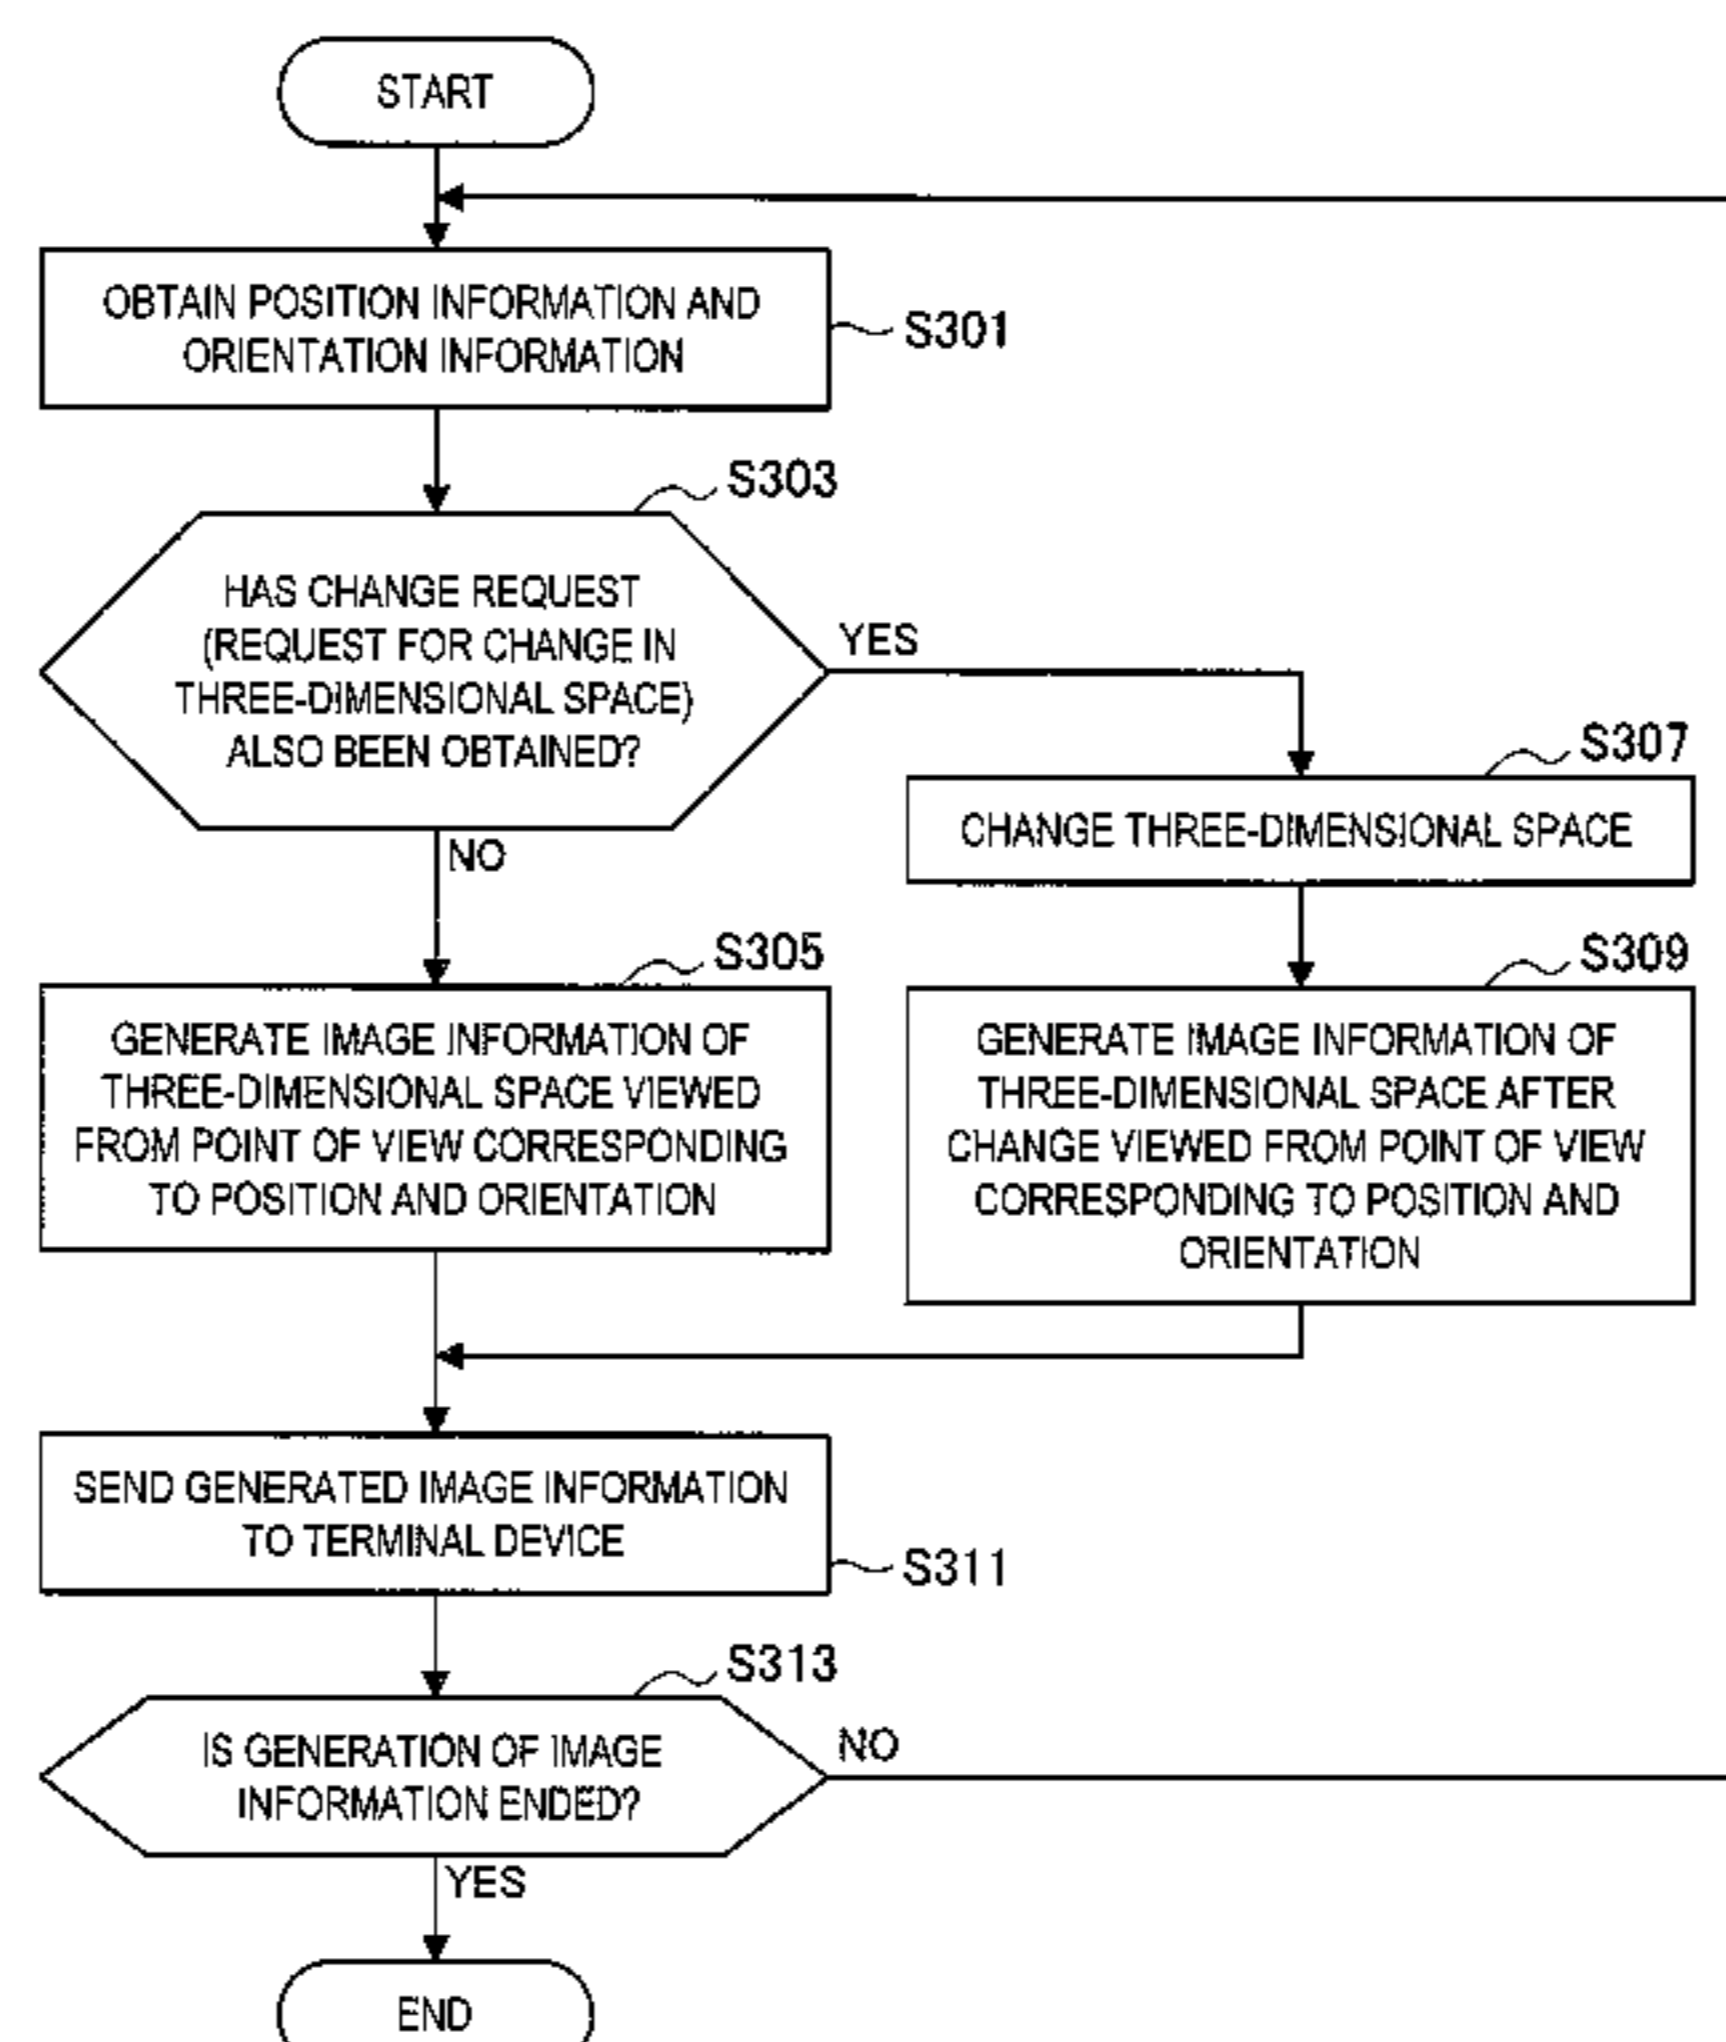 START
OBTAIN POSITION INFORMATION AND
ORIENTATION INFORMATION
S301
S303
HAS CHANGE REQUEST
(REQUEST FOR CHANGE IN
THREE-DIMENSIONAL SPACE)
ALSO BEEN OBTAINED?
YES
NO
S307
CHANGE THREE-DIMENSIONAL SPACE
S305
GENERATE IMAGE INFORMATION OF
THREE-DIMENSIONAL SPACE VIEWED
FROM POINT OF VIEW CORRESPONDING
TO POSITION AND ORIENTATION
S309
GENERATE IMAGE INFORMATION OF
THREE-DIMENSIONAL SPACE AFTER
CHANGE VIEWED FROM POINT OF VIEW
CORRESPONDING TO POSITION AND
ORIENTATION
SEND GENERATED IMAGE INFORMATION
TO TERMINAL DEVICE
S311
S313
IS GENERATION OF IMAGE
INFORMATION ENDED?
NO
YES
END